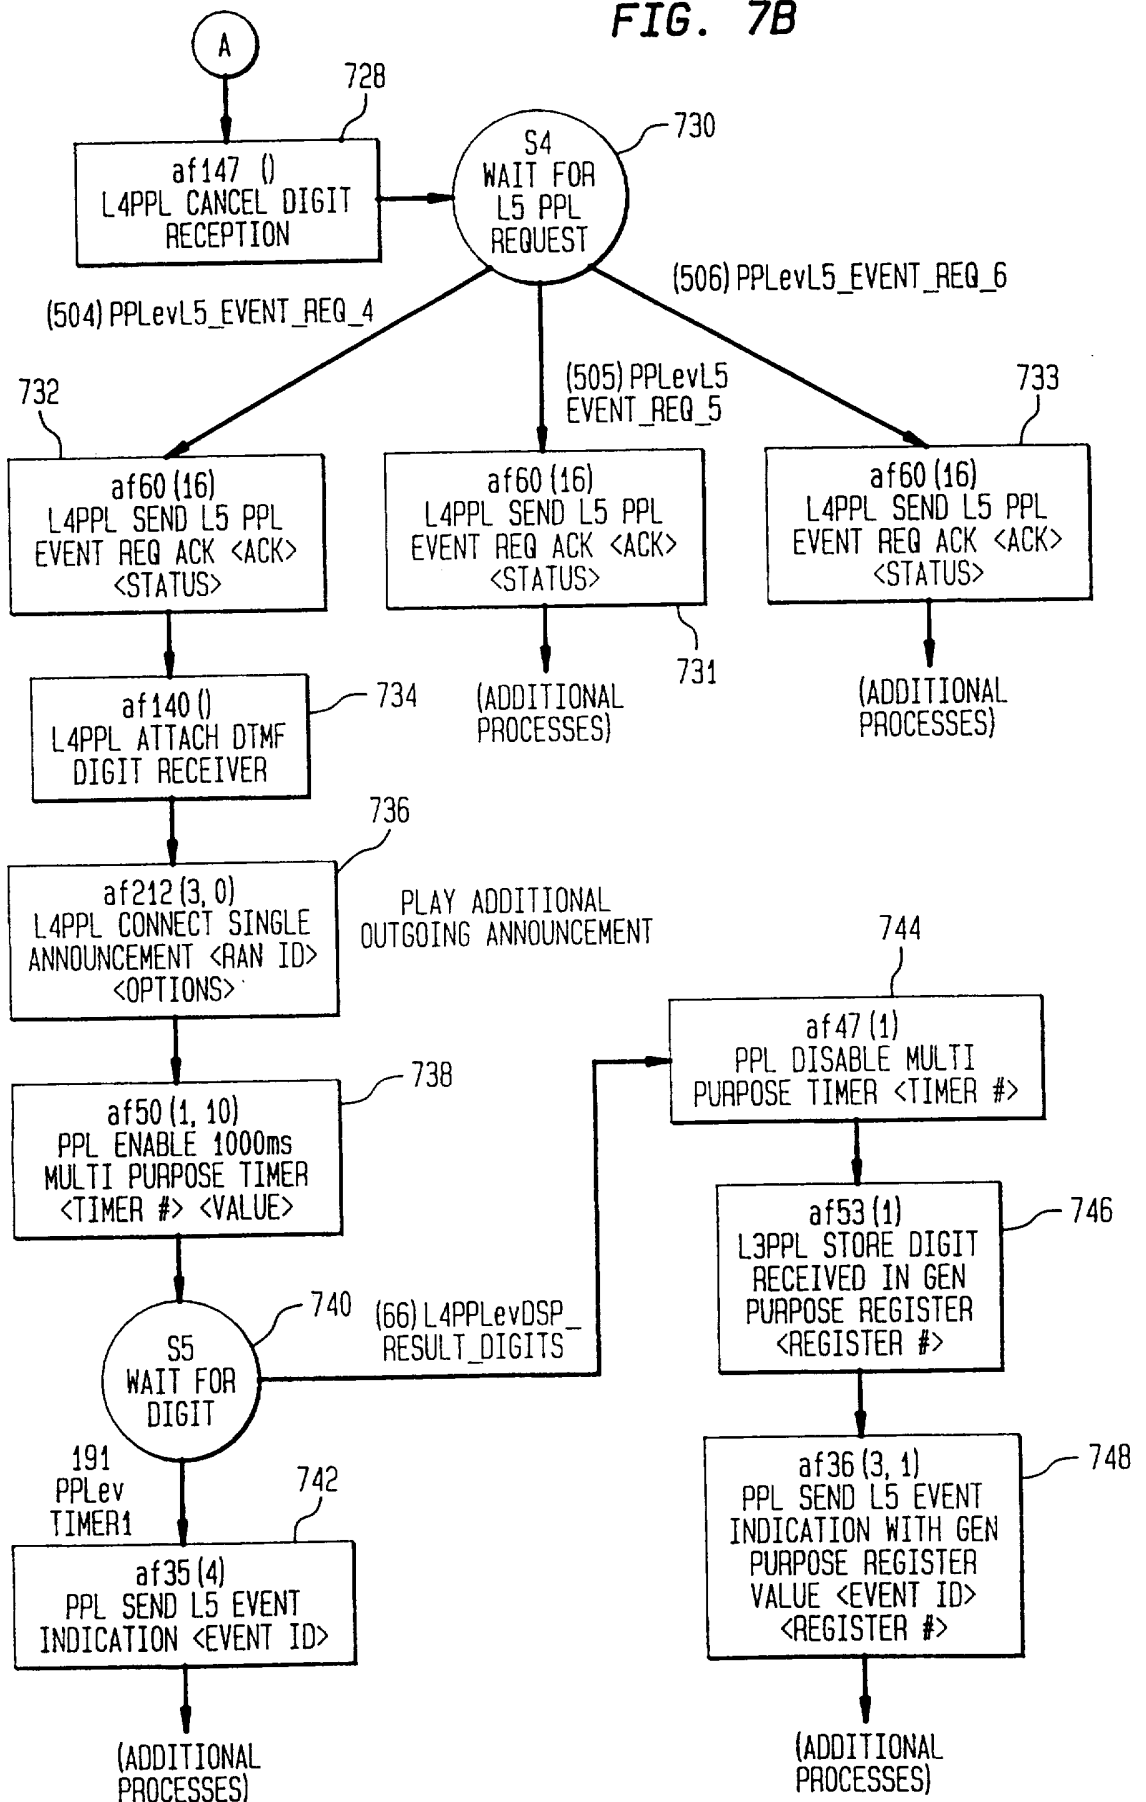 FIG. 7B
A
728
af147 ()
L4PPL CANCEL DIGIT
RECEPTION
730
S4
WAIT FOR
L5 PPL
REQUEST
(504) PPLevL5_EVENT_REQ_4
(505) PPLevL5
EVENT_REQ_5
(506) PPLevL5_EVENT_REQ_6
732
af60 (16)
L4PPL SEND L5 PPL
EVENT REQ ACK <ACK>
<STATUS>
af60 (16)
L4PPL SEND L5 PPL
EVENT REQ ACK <ACK>
<STATUS>
731
(ADDITIONAL
PROCESSES)
733
af60 (16)
L4PPL SEND L5 PPL
EVENT REQ ACK <ACK>
<STATUS>
(ADDITIONAL
PROCESSES)
734
af140 ()
L4PPL ATTACH DTMF
DIGIT RECEIVER
736
af212 (3, 0)
L4PPL CONNECT SINGLE
ANNOUNCEMENT <RAN ID>
<OPTIONS>
PLAY ADDITIONAL
OUTGOING ANNOUNCEMENT
738
af50 (1, 10)
PPL ENABLE 1000ms
MULTI PURPOSE TIMER
<TIMER #> <VALUE>
740
S5
WAIT FOR
DIGIT
(66) L4PPLevDSP_
RESULT_DIGITS
191
PPLev
TIMER1
742
af35 (4)
PPL SEND L5 EVENT
INDICATION <EVENT ID>
(ADDITIONAL
PROCESSES)
744
af47 (1)
PPL DISABLE MULTI
PURPOSE TIMER <TIMER #>
746
af53 (1)
L3PPL STORE DIGIT
RECEIVED IN GEN
PURPOSE REGISTER
<REGISTER #>
748
af36 (3, 1)
PPL SEND L5 EVENT
INDICATION WITH GEN
PURPOSE REGISTER
VALUE <EVENT ID>
<REGISTER #>
(ADDITIONAL
PROCESSES)